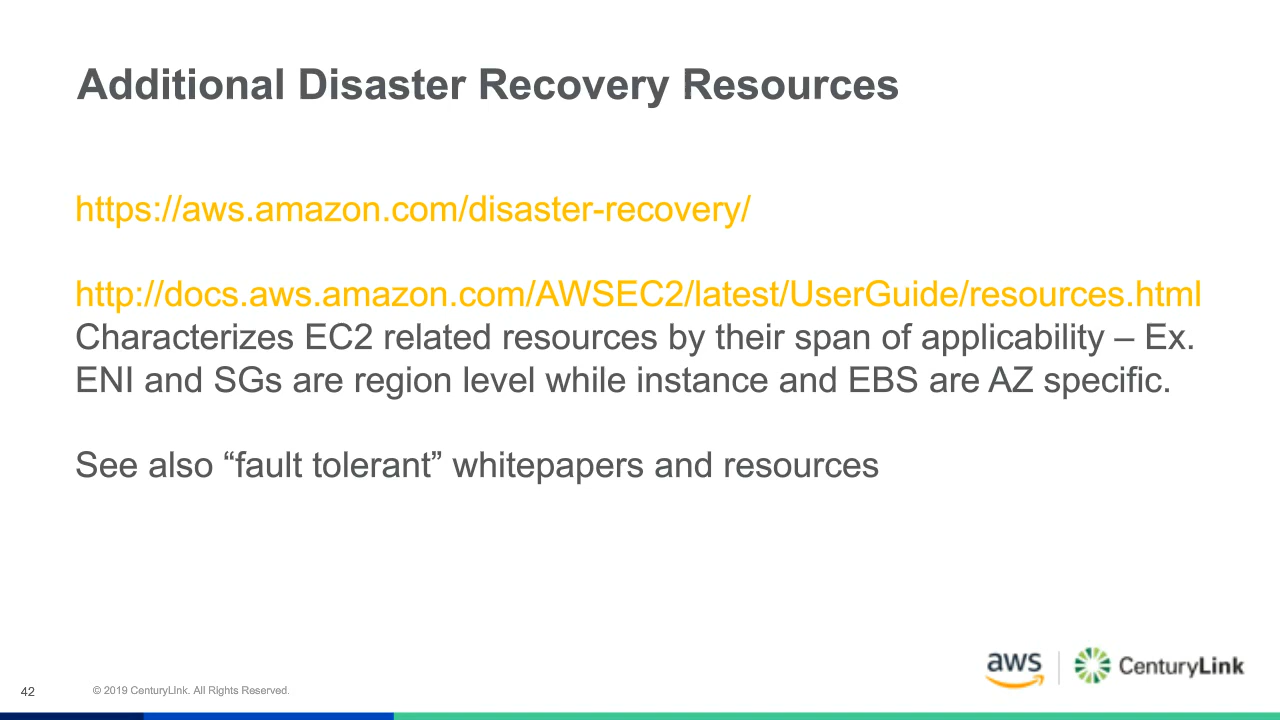 Additional Disaster Recovery Resources
https://aws.amazon.com/disaster-recovery/
http://docs.aws.amazon.com/AWSEC2/latest/UserGuide/resources.html
Characterizes EC2 related resources by their span of applicability – Ex.
ENI and SGs are region level while instance and EBS are AZ specific.
See also “fault tolerant” whitepapers and resources
aws
CenturyLink
42
© 2019 CenturyLInk. All Rights Reserved.